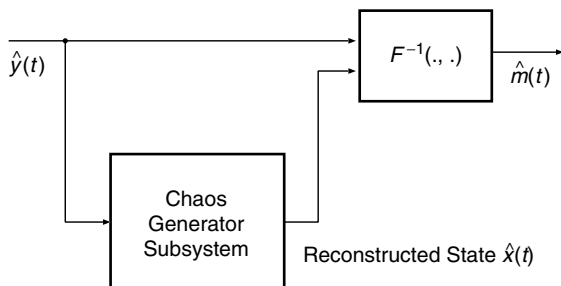 ŷ(t)
F⁻¹(., .)
m̂(t)
Chaos
Generator
Subsystem
Reconstructed State x̂(t)